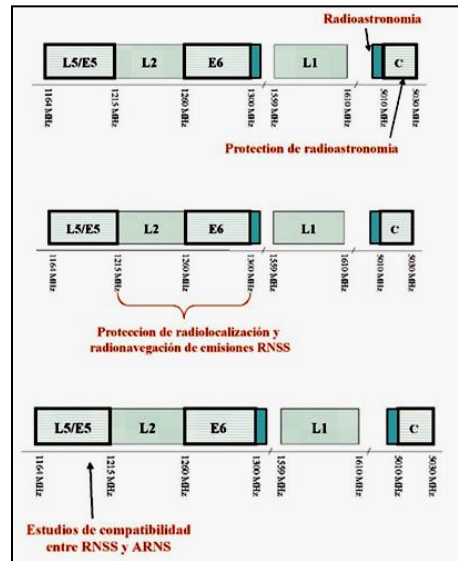 Radioastronomia
L5/E5 L2 E6 L1 C
1164 MHz 1215 MHz 1260 MHz 1300 MHz 1559 MHz 1610 MHz 5010 MHz 5030 MHz
Protection de radioastronomia
L5/E5 L2 E6 L1 C
1164 MHz 1215 MHz 1260 MHz 1300 MHz 1559 MHz 1610 MHz 5010 MHz 5030 MHz
Proteccion de radiolocalización y
radionavegación de emisiones RNSS
L5/E5 L2 E6 L1 C
1164 MHz 1215 MHz 1260 MHz 1300 MHz 1559 MHz 1610 MHz 5010 MHz 5030 MHz
Estudios de compatibilidad
entre RNSS y ARNS